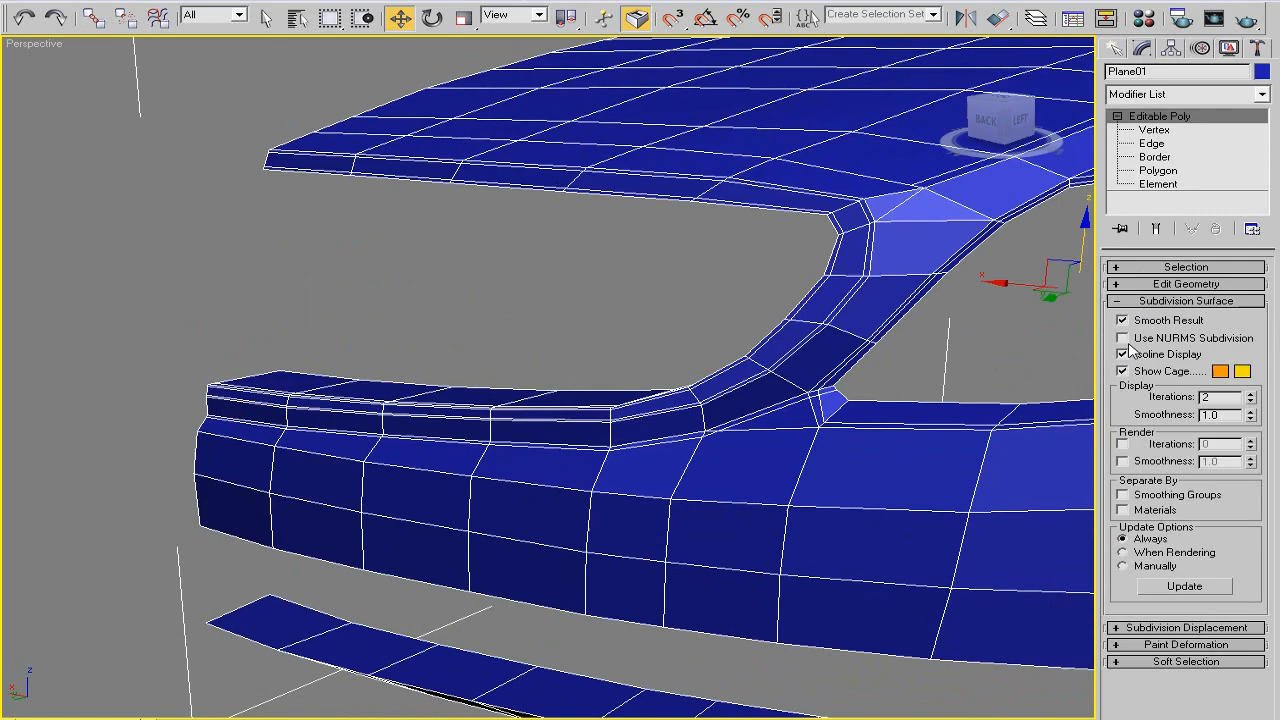 All
View
3
ABC
Create Selection Set
Perspective
BACK
LEFT
x
z
z
x
Plane01
Modifier List
Editable Poly
Vertex
Edge
Border
Polygon
Element
+ Selection
+ Edit Geometry
- Subdivision Surface
Smooth Result
Use NURMS Subdivision
Isoline Display
Show Cage......
Display
Iterations: 2
Smoothness: 1.0
Render
Iterations: 0
Smoothness: 1.0
Separate By
Smoothing Groups
Materials
Update Options
Always
When Rendering
Manually
Update
+ Subdivision Displacement
+ Paint Deformation
+ Soft Selection